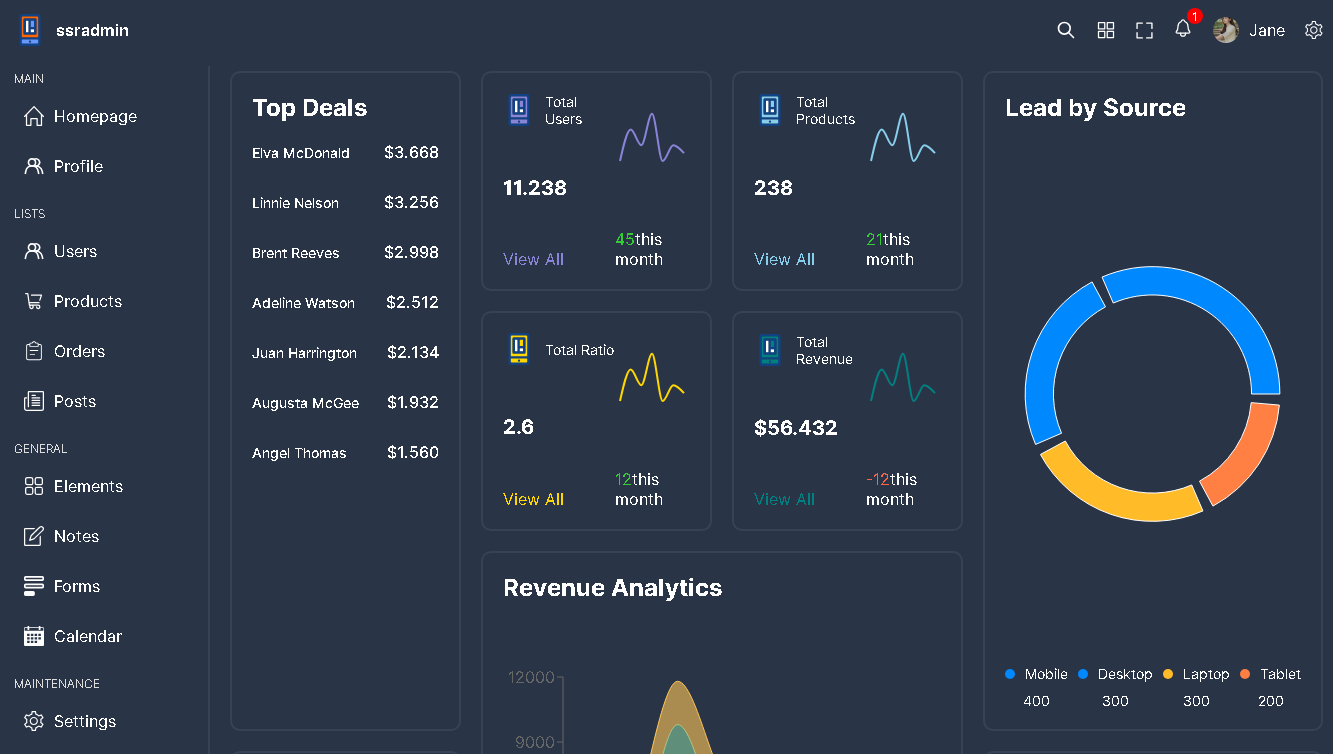 ssradmin
1
Jane
MAIN
Homepage
Profile
LISTS
Users
Products
Orders
Posts
GENERAL
Elements
Notes
Forms
Calendar
MAINTENANCE
Settings
Top Deals
Elva McDonald $3.668
Linnie Nelson $3.256
Brent Reeves $2.998
Adeline Watson $2.512
Juan Harrington $2.134
Augusta McGee $1.932
Angel Thomas $1.560
Total
Users
11.238
View All
45this
month
Total
Products
238
View All
21this
month
Total Ratio
2.6
View All
12this
month
Total
Revenue
$56.432
View All
-12this
month
Revenue Analytics
12000
9000
Lead by Source
Mobile Desktop Laptop Tablet
400 300 300 200